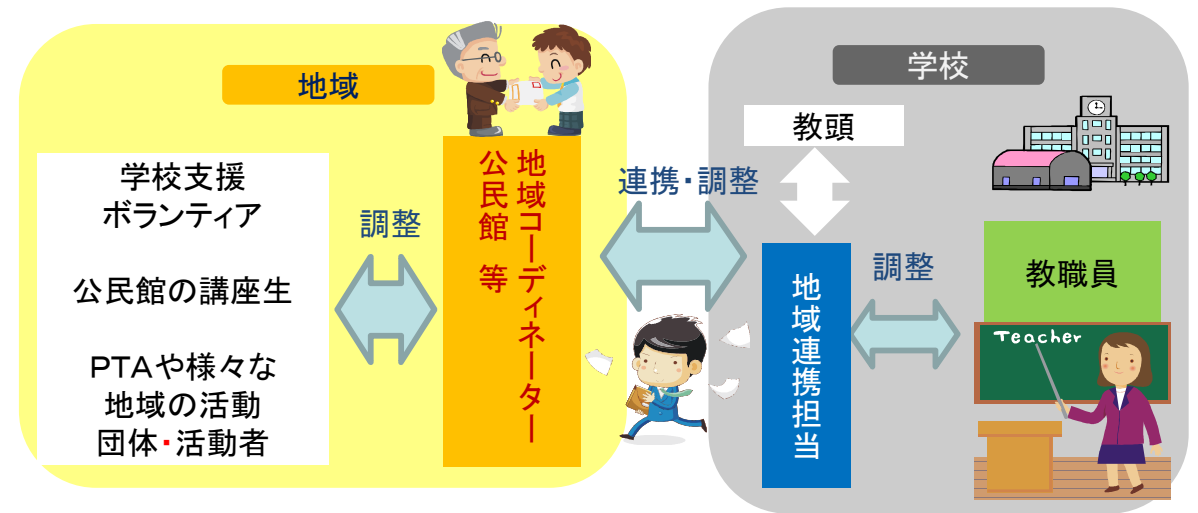 地域
学校支援
ボランティア
公民館の講座生
PTAや様々な
地域の活動
団体・活動者
調整
地域コーディネーター
公民館 等
連携・調整
学校
教頭
地域連携担当
調整
教職員
Teacher